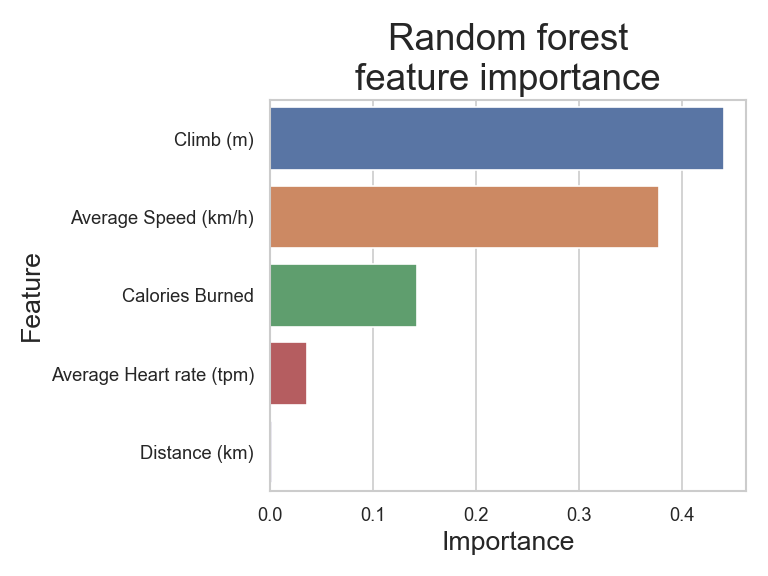 Random forest
feature importance
Feature
Climb (m)
Average Speed (km/h)
Calories Burned
Average Heart rate (tpm)
Distance (km)
0.0 0.1 0.2 0.3 0.4
Importance